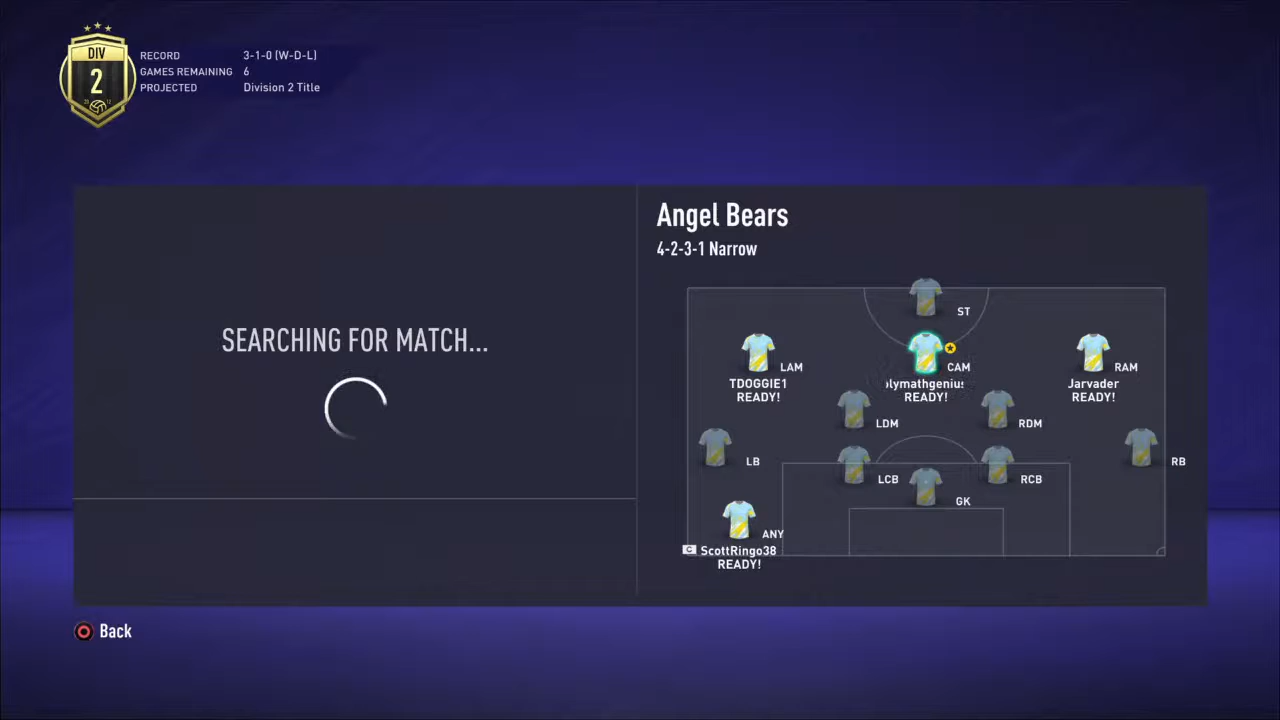 DIV
2
RECORD 3-1-0 (W-D-L)
GAMES REMAINING 6
PROJECTED Division 2 Title
SEARCHING FOR MATCH...
Angel Bears
4-2-3-1 Narrow
ST
LAM
CAM
RAM
TDOGGIE1
READY!
olymathgenius
READY!
Jarvader
READY!
LDM
RDM
LB
RB
LCB
RCB
GK
ANY
C ScottRingo38
READY!
Back